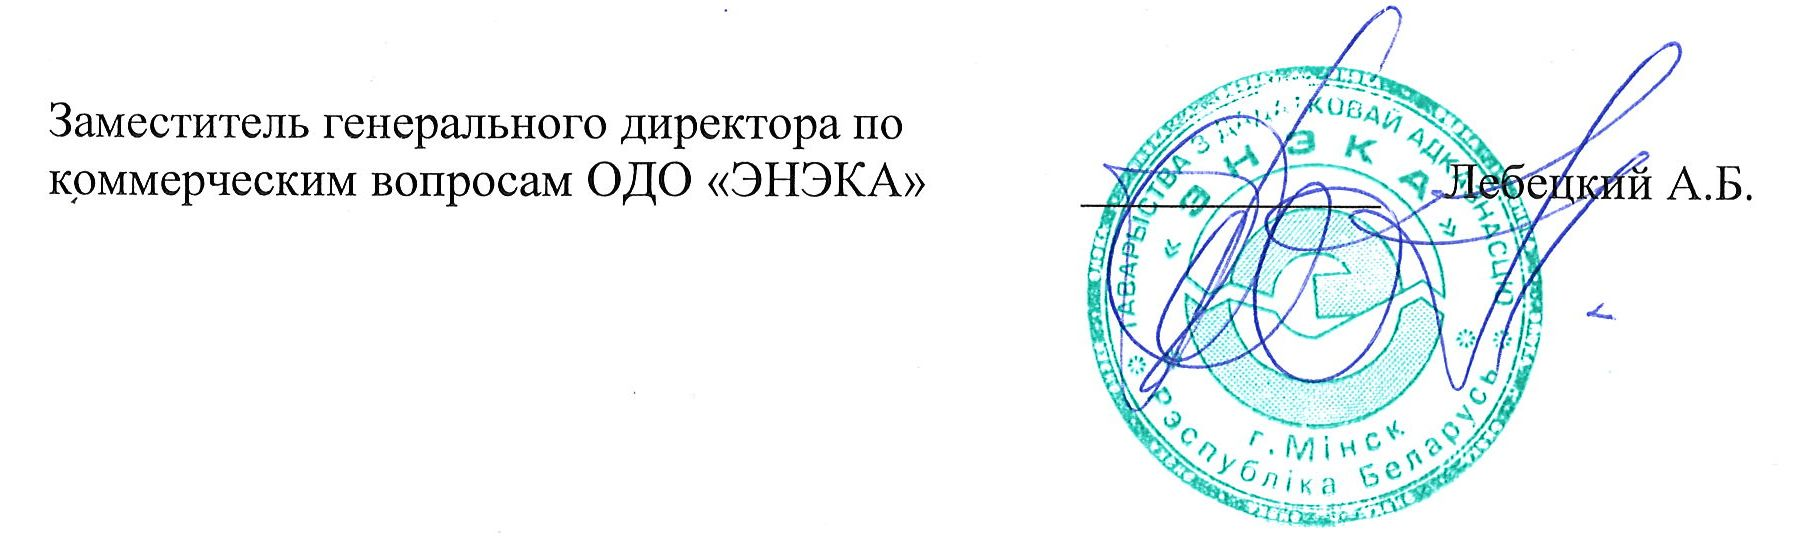 Заместитель генерального директора по
коммерческим вопросам ОДО «ЭНЭКА» Лебецкий А.Б.
ТАВАРЫСТВА З ДАДАТКОВАЙ АДКАЗНАСЦЮ
«ЭНЭКА»
г.Мінск
Рэспубліка Беларусь